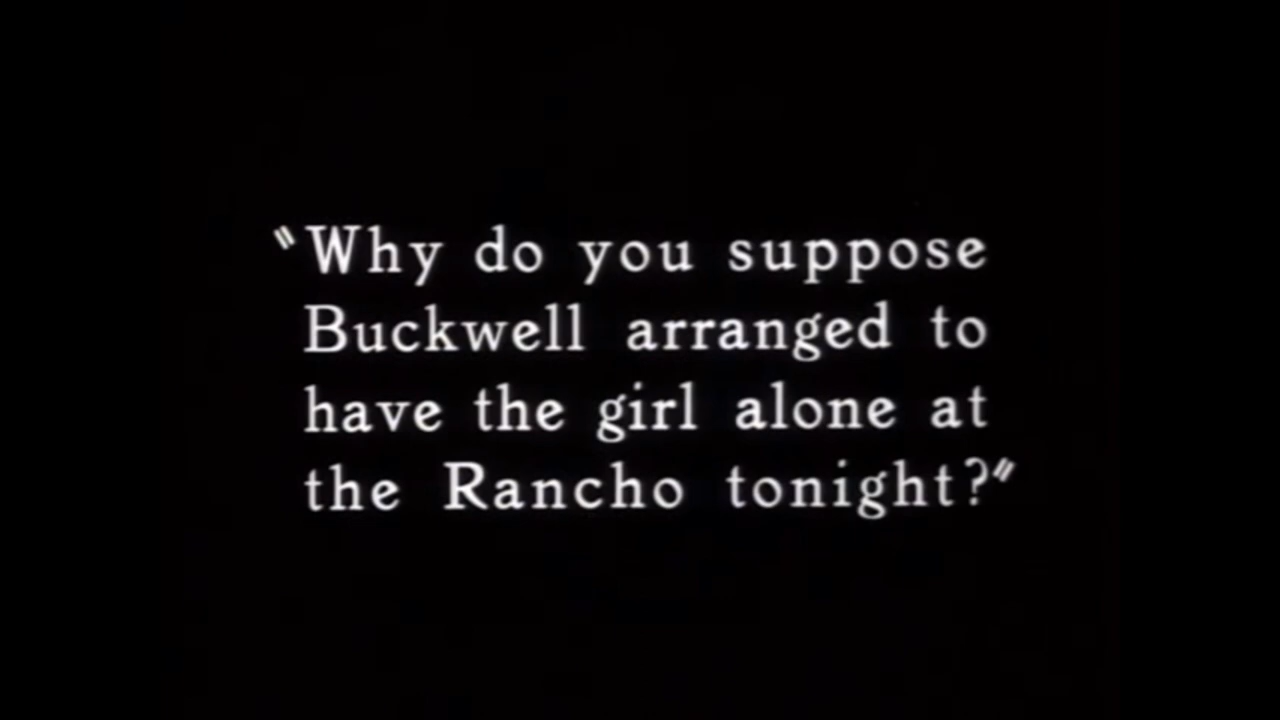 "Why do you suppose
Buckwell arranged to
have the girl alone at
the Rancho tonight?"